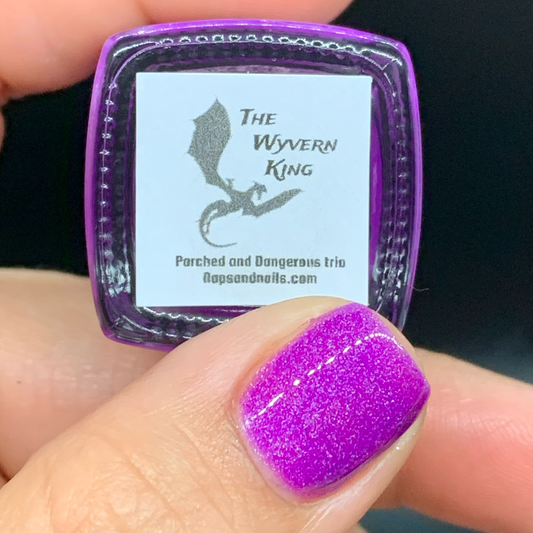 The
Wyvern
King
Parched and Dangerous trio
Rapsandnails.com